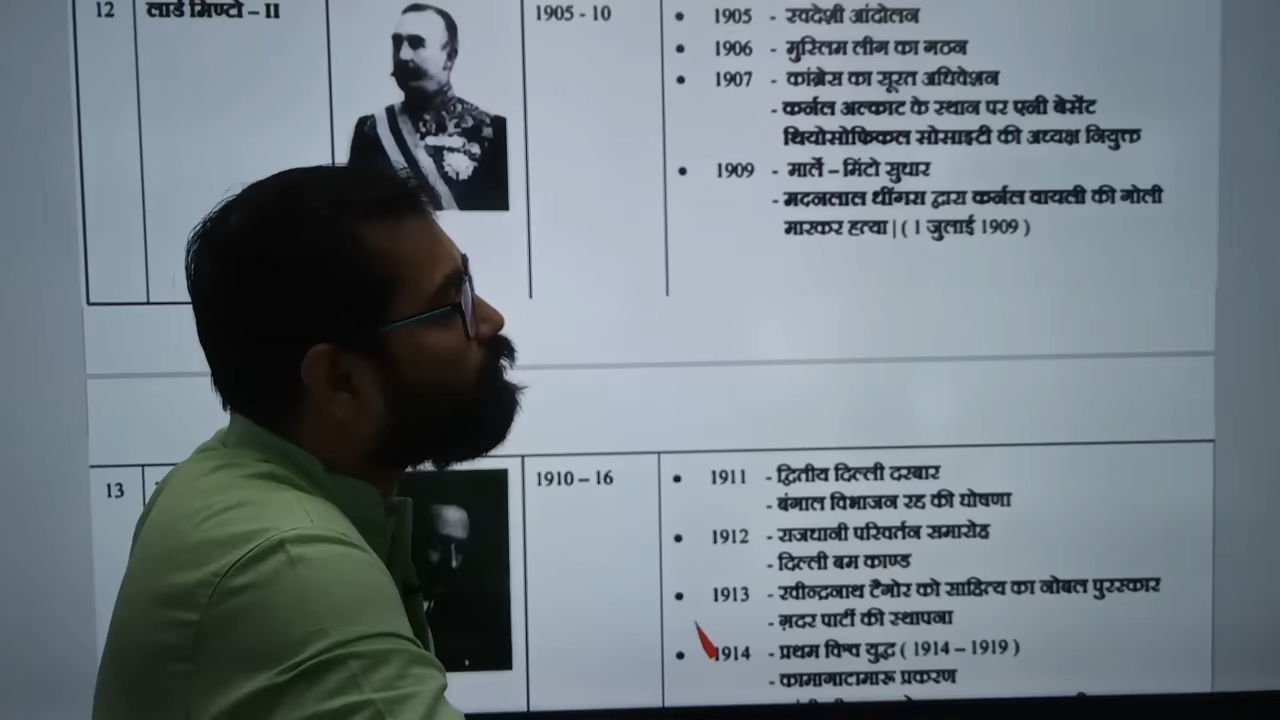 12 लार्ड मिण्टो – II 1905 - 10
• 1905 - स्वदेशी आंदोलन
• 1906 - मुस्लिम लीग का गठन
• 1907 - कांग्रेस का सूरत अधिवेशन
- कर्नल अल्काट के स्थान पर एनी बेसेंट
थियोसोफिकल सोसाइटी की अध्यक्ष नियुक्त
• 1909 - मार्ले – मिंटो सुधार
- मदनलाल धींगरा द्वारा कर्नल वायली की गोली
मारकर हत्या | ( 1 जुलाई 1909 )
13 1910 – 16
• 1911 - द्वितीय दिल्ली दरबार
- बंगाल विभाजन रद्द की घोषणा
• 1912 - राजधानी परिवर्तन समारोह
- दिल्ली बम काण्ड
• 1913 - रवीन्द्रनाथ टैगोर को साहित्य का नोबल पुरस्कार
- ग़दर पार्टी की स्थापना
• 1914 - प्रथम विश्व युद्ध ( 1914 – 1919 )
- कामागाटामारू प्रकरण